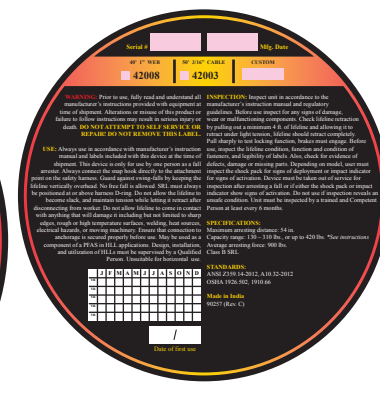 Serial #
Mfg. Date
40' 1" WEB
50' 3/16" CABLE
CUSTOM
42008
42003
WARNING: Prior to use, fully read and understand all
manufacturer's instructions provided with equipment at
time of shipment. Alterations or misuse of this product or
failure to follow instructions may result in serious injury or
death. DO NOT ATTEMPT TO SELF SERVICE OR
REPAIR! DO NOT REMOVE THIS LABEL.
USE: Always use in accordance with manufacturer's instruction
manual and labels included with this device at the time of
shipment. This device is only for use by one person as a fall
arrester. Always connect the snap hook directly to the attachment
point on the safety harness. Guard against swing-falls by keeping the
lifeline vertically overhead. No free fall is allowed. SRL must always
be positioned at or above harness D-ring. Do not allow the lifeline to
become slack, and maintain tension while letting it retract after
disconnecting from worker. Do not allow lifeline to come in contact
with anything that will damage it including but not limited to sharp
edges, rough or high temperature surfaces, welding, heat sources,
electrical hazards, or moving machinery. Ensure that connection to
anchorage is secured properly before use. May be used as a
component of a PFAS in HLL applications. Design, installation,
and utilization of HLLs must be supervised by a Qualified
Person. Unsuitable for horizontal use.
J F M A M J J A S O N D
/
Date of first use
INSPECTION: Inspect unit in accordance to the
manufacturer's instruction manual and regulatory
guidelines. Before use inspect for any signs of damage,
wear or malfunctioning components. Check lifeline retraction
by pulling out a minimum 4 ft. of lifeline and allowing it to
retract under light tension, lifeline should retract completely.
Pull sharply to test locking function, brakes must engage. Before
use, inspect the lifeline condition, function and condition of
fasteners, and legibility of labels. Also, check for evidence of
defects, damage or missing parts. Depending on model, user must
inspect the shock pack for signs of deployment or impact indicator
for signs of activation. Device must be taken out of service for
inspection after arresting a fall or if either the shock pack or impact
indicator show signs of activation. Do not use if inspection reveals an
unsafe condition. Unit must be inspected by a trained and Competent
Person at least every 6 months.
SPECIFICATIONS:
Maximum arresting distance: 54 in.
Capacity range: 130 – 310 lbs., or up to 420 lbs. *See instructions
Average arresting force: 900 lbs.
Class B SRL
STANDARDS:
ANSI Z359.14-2012, A10.32-2012
OSHA 1926.502, 1910.66
Made in India
90257 (Rev. C)